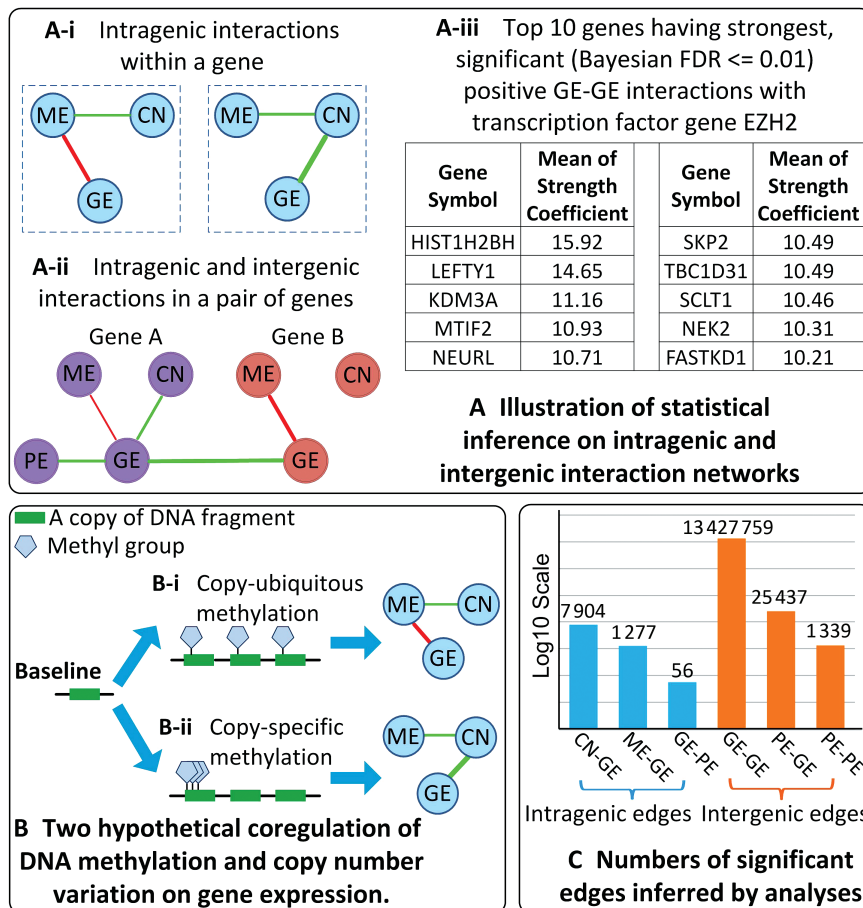 A-i Intragenic interactions
within a gene
ME
CN
GE
ME
CN
GE
A-ii Intragenic and intergenic
interactions in a pair of genes
Gene A
Gene B
ME
CN
ME
CN
PE
GE
GE
A-iii Top 10 genes having strongest,
significant (Bayesian FDR <= 0.01)
positive GE-GE interactions with
transcription factor gene EZH2
Gene Symbol | Mean of Strength Coefficient | Gene Symbol | Mean of Strength Coefficient
HIST1H2BH 15.92 SKP2 10.49
LEFTY1 14.65 TBC1D31 10.49
KDM3A 11.16 SCLT1 10.46
MTIF2 10.93 NEK2 10.31
NEURL 10.71 FASTKD1 10.21
A Illustration of statistical
inference on intragenic and
intergenic interaction networks
A copy of DNA fragment
Methyl group
B-i Copy-ubiquitous
methylation
ME
CN
GE
Baseline
B-ii Copy-specific
methylation
ME
CN
GE
B Two hypothetical coregulation of
DNA methylation and copy number
variation on gene expression.
Log10 Scale
7 904
1 277
56
13 427 759
25 437
1 339
CN-GE
ME-GE
GE-PE
GE-GE
PE-GE
PE-PE
Intragenic edges
Intergenic edges
C Numbers of significant
edges inferred by analyses